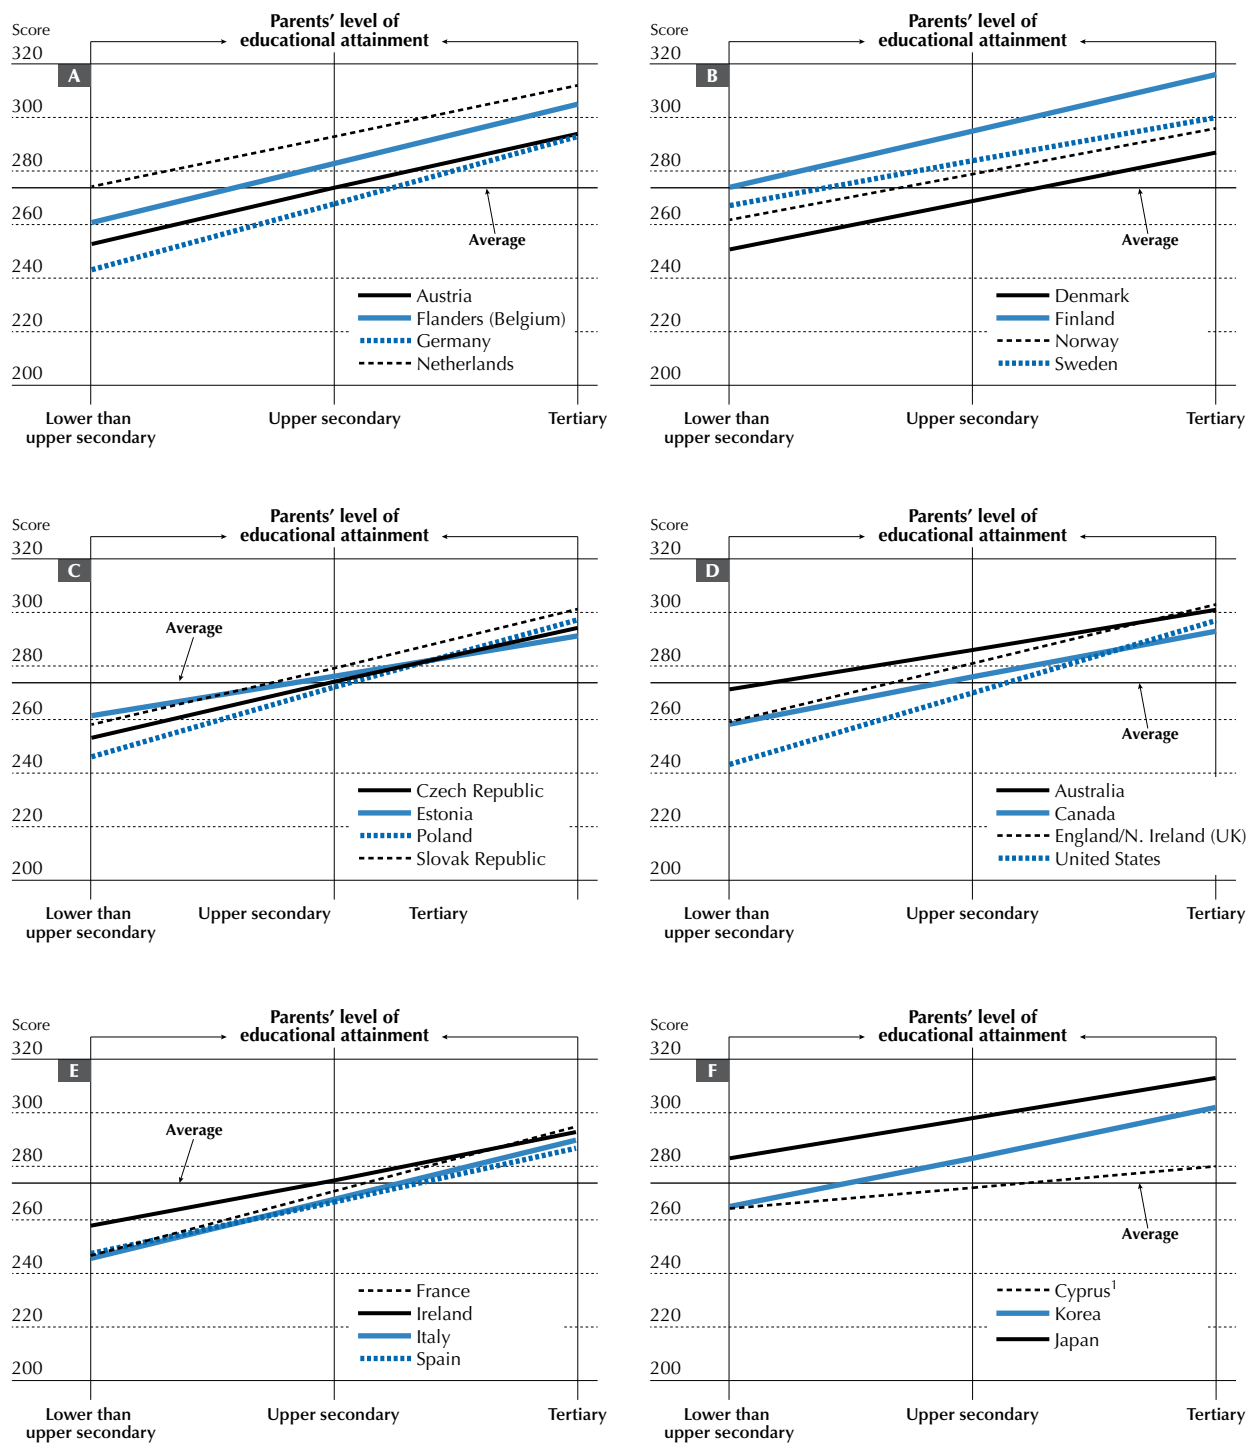 Parents' level of
educational attainment
Score
320
A
300
280
260
Average
240
Austria
Flanders (Belgium)
220
Germany
Netherlands
200
Lower than
upper secondary
Upper secondary
Tertiary
Parents' level of
educational attainment
Score
320
B
300
280
260
Average
240
Denmark
Finland
220
Norway
Sweden
200
Lower than
upper secondary
Upper secondary
Tertiary
Parents' level of
educational attainment
Score
320
C
300
Average
280
260
240
Czech Republic
Estonia
220
Poland
Slovak Republic
200
Lower than
upper secondary
Upper secondary
Tertiary
Parents' level of
educational attainment
Score
320
D
300
280
260
Average
240
Australia
Canada
220
England/N. Ireland (UK)
United States
200
Lower than
upper secondary
Upper secondary
Tertiary
Parents' level of
educational attainment
Score
320
E
300
Average
280
260
240
France
Ireland
220
Italy
Spain
200
Lower than
upper secondary
Upper secondary
Tertiary
Parents' level of
educational attainment
Score
320
F
300
280
260
Average
240
Cyprus1
Korea
220
Japan
200
Lower than
upper secondary
Upper secondary
Tertiary